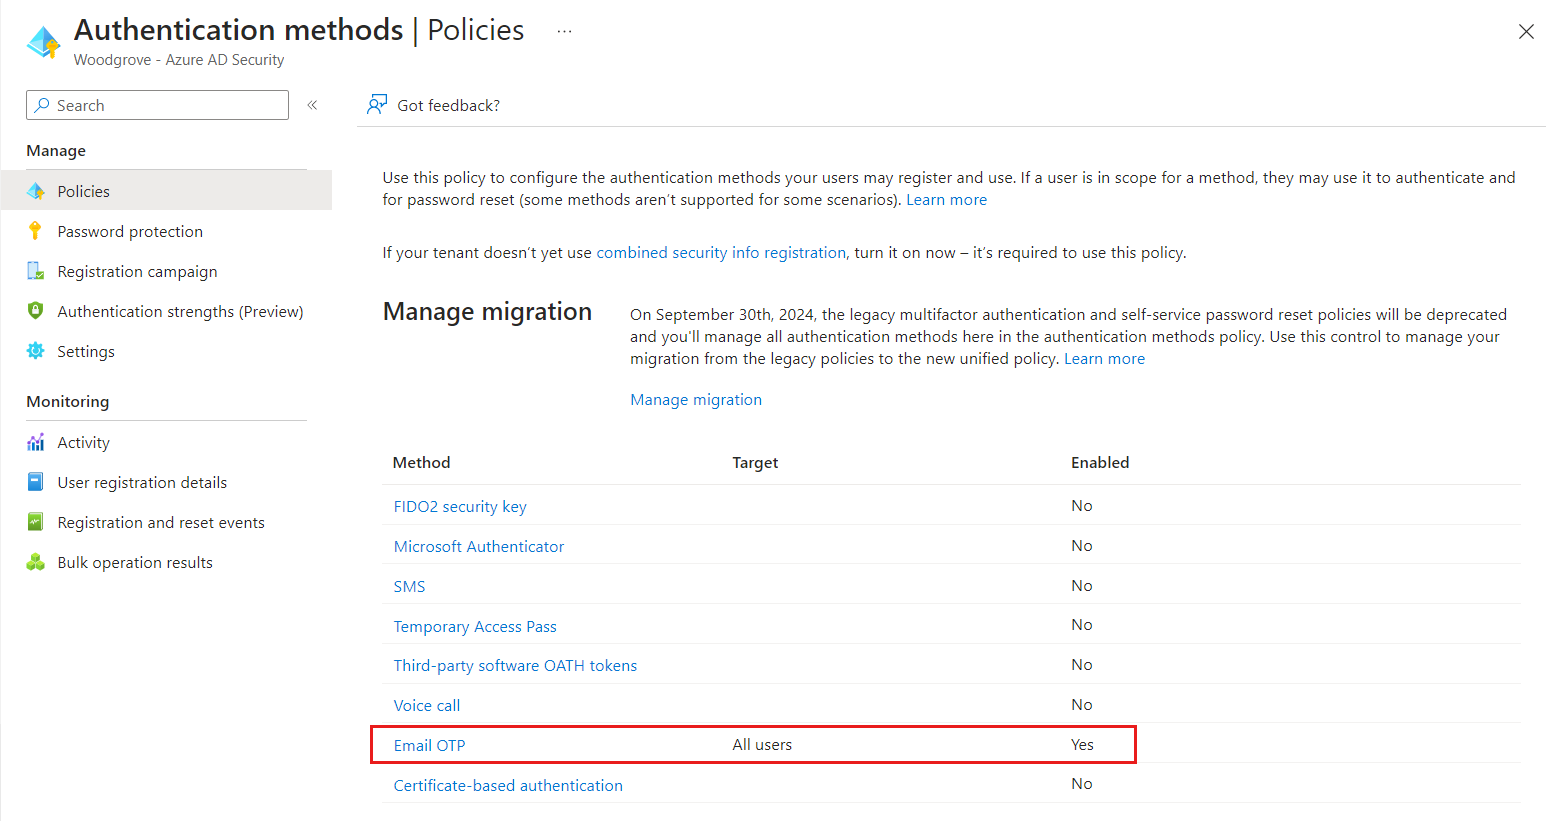 Authentication methods | Policies ...
Woodgrove - Azure AD Security
Search
«
Got feedback?
Manage
Policies
Password protection
Registration campaign
Authentication strengths (Preview)
Settings
Monitoring
Activity
User registration details
Registration and reset events
Bulk operation results
Use this policy to configure the authentication methods your users may register and use. If a user is in scope for a method, they may use it to authenticate and
for password reset (some methods aren’t supported for some scenarios). Learn more
If your tenant doesn’t yet use combined security info registration, turn it on now – it’s required to use this policy.
Manage migration
On September 30th, 2024, the legacy multifactor authentication and self-service password reset policies will be deprecated
and you'll manage all authentication methods here in the authentication methods policy. Use this control to manage your
migration from the legacy policies to the new unified policy. Learn more
Manage migration
Method Target Enabled
FIDO2 security key No
Microsoft Authenticator No
SMS No
Temporary Access Pass No
Third-party software OATH tokens No
Voice call No
Email OTP All users Yes
Certificate-based authentication No